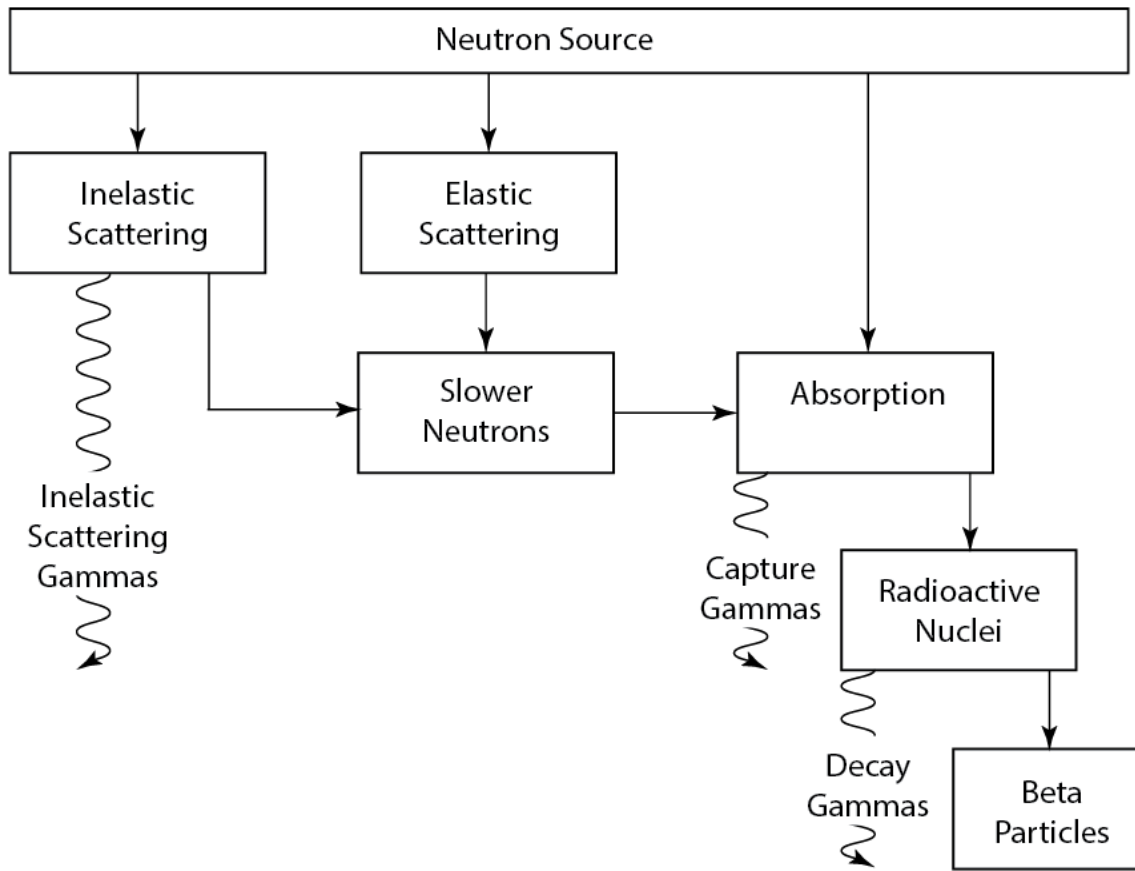 Neutron Source
Inelastic
Scattering
Elastic
Scattering
Slower
Neutrons
Absorption
Inelastic
Scattering
Gammas
Capture
Gammas
Radioactive
Nuclei
Decay
Gammas
Beta
Particles